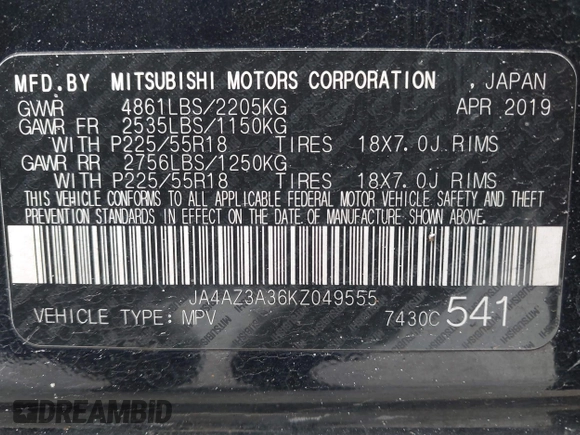 MFD.BY MITSUBISHI MOTORS CORPORATION , JAPAN
GVWR 4861LBS/2205KG APR 2019
GAWR FR 2535LBS/1150KG
WITH P225/55R18 TIRES 18X7.0J RIMS
GAWR RR 2756LBS/1250KG
WITH P225/55R18 TIRES 18X7.0J RIMS
THIS VEHICLE CONFORMS TO ALL APPLICABLE FEDERAL MOTOR VEHICLE SAFETY AND THEFT
PREVENTION STANDARDS IN EFFECT ON THE DATE OF MANUFACTURE SHOWN ABOVE.
JA4AZ3A36KZ049555
VEHICLE TYPE: MPV 7430C 541
DREAMBID